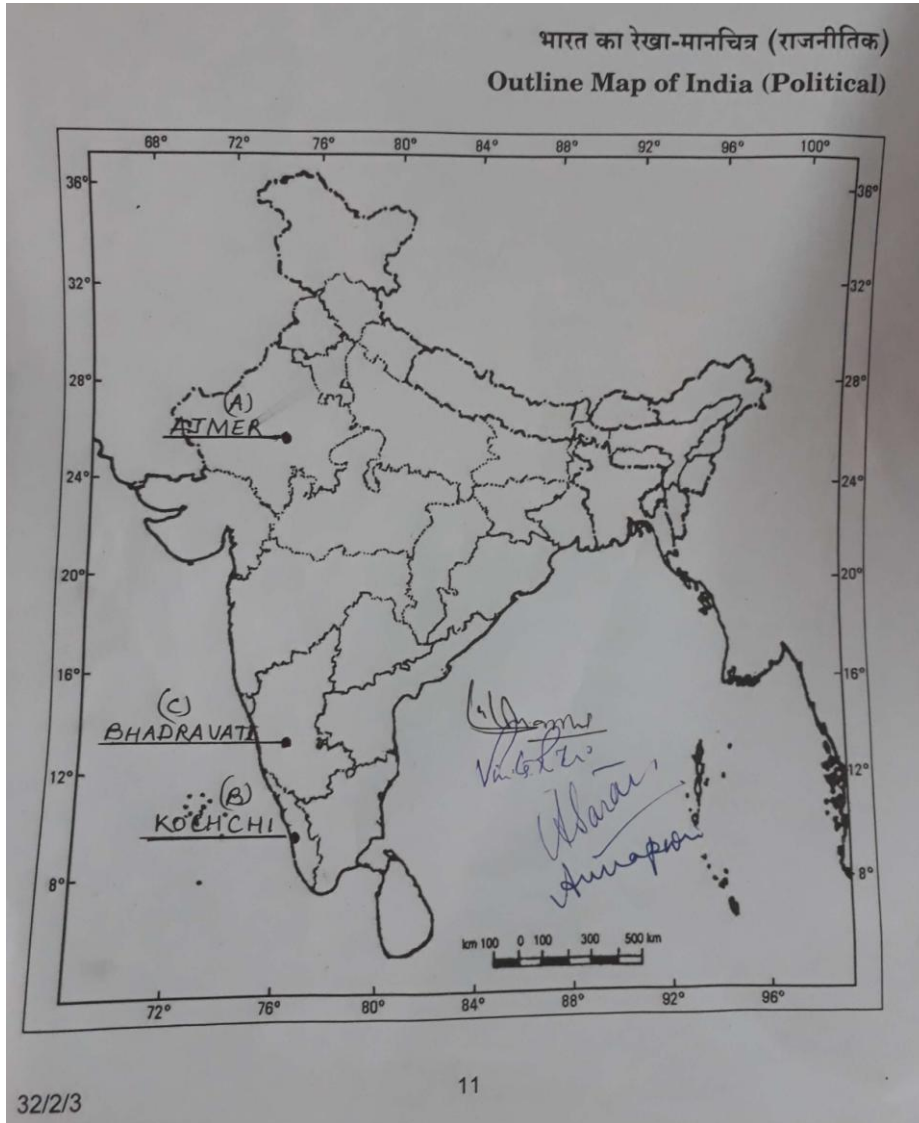 भारत का रेखा-मानचित्र (राजनीतिक)
Outline Map of India (Political)
68° 72° 76° 80° 84° 88° 92° 96° 100°
36° 36°
32° 32°
28° 28°
(A)
AJMER
24° 24°
20° 20°
16° 16°
(C)
BHADRAVATI
12° 12°
(B)
KOCHCHI
8° 8°
km 100 0 100 300 500 km
72° 76° 80° 84° 88° 92° 96°
11
32/2/3